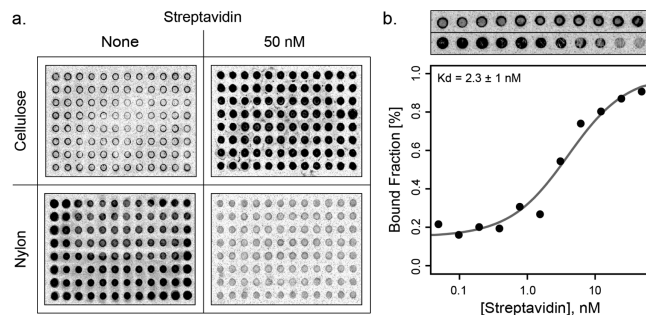 a.
Streptavidin
None
50 nM
Cellulose
Nylon
b.
Kd = 2.3 ± 1 nM
Bound Fraction [%]
1.0
0.8
0.6
0.4
0.2
0.0
0.1
1
10
[Streptavidin], nM